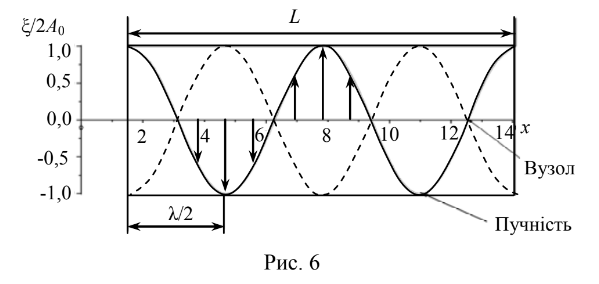 ξ/2A₀
L
1,0
0,5
0,0
-0,5
-1,0
2 4 6 8 10 12 14 x
Вузол
λ/2
Пучність
Рис. 6